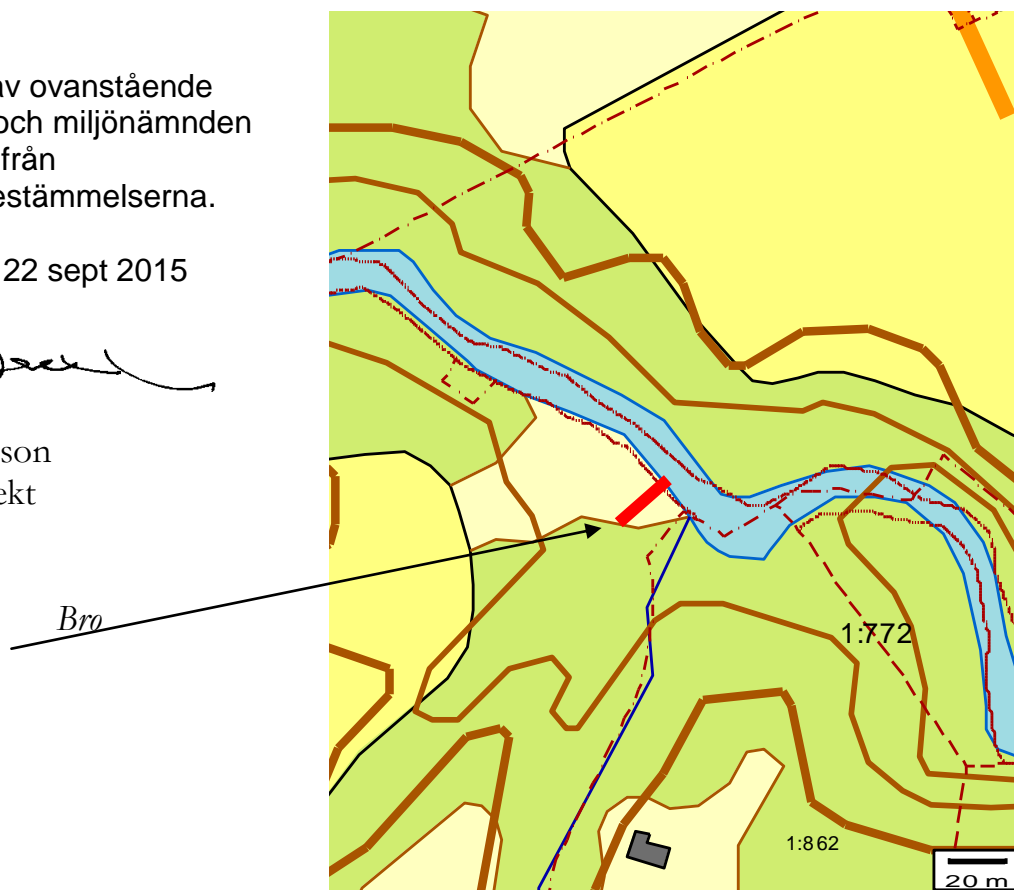 av ovanstående
och miljönämnden
från
estämmelserna.
22 sept 2015
son
ekt
Bro
1:772
1:862
20 m